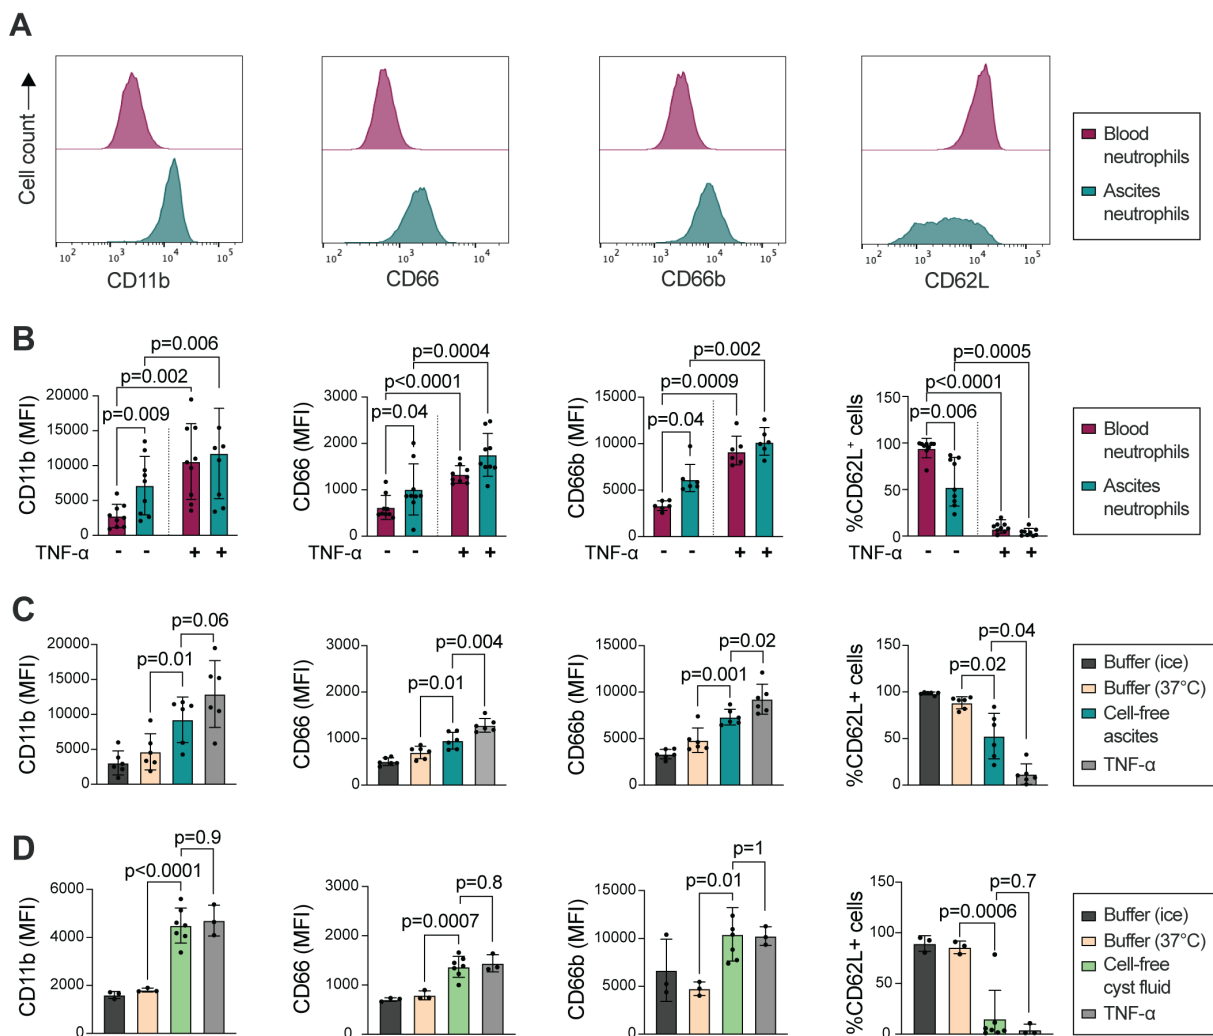 A
Cell count
10² 10³ 10⁴ 10⁵
CD11b
10² 10³ 10⁴
CD66
10² 10³ 10⁴ 10⁵
CD66b
10² 10³ 10⁴ 10⁵
CD62L
Blood
neutrophils
Ascites
neutrophils
B
CD11b (MFI)
20000
15000
10000
5000
0
p=0.006
p=0.002
p=0.009
TNF-α - - + +
CD66 (MFI)
3000
2000
1000
0
p=0.0004
p<0.0001
p=0.04
TNF-α - - + +
CD66b (MFI)
15000
10000
5000
0
p=0.002
p=0.0009
p=0.04
TNF-α - - + +
%CD62L⁺ cells
150
100
50
0
p=0.0005
p<0.0001
p=0.006
TNF-α - - + +
Blood
neutrophils
Ascites
neutrophils
C
CD11b (MFI)
20000
15000
10000
5000
0
p=0.06
p=0.01
CD66 (MFI)
3000
2000
1000
0
p=0.004
p=0.01
CD66b (MFI)
15000
10000
5000
0
p=0.02
p=0.001
%CD62L+ cells
150
100
50
0
p=0.04
p=0.02
Buffer (ice)
Buffer (37°C)
Cell-free
ascites
TNF-α
D
CD11b (MFI)
6000
4000
2000
0
p=0.9
p<0.0001
CD66 (MFI)
3000
2000
1000
0
p=0.8
p=0.0007
CD66b (MFI)
15000
10000
5000
0
p=1
p=0.01
%CD62L+ cells
150
100
50
0
p=0.7
p=0.0006
Buffer (ice)
Buffer (37°C)
Cell-free
cyst fluid
TNF-α